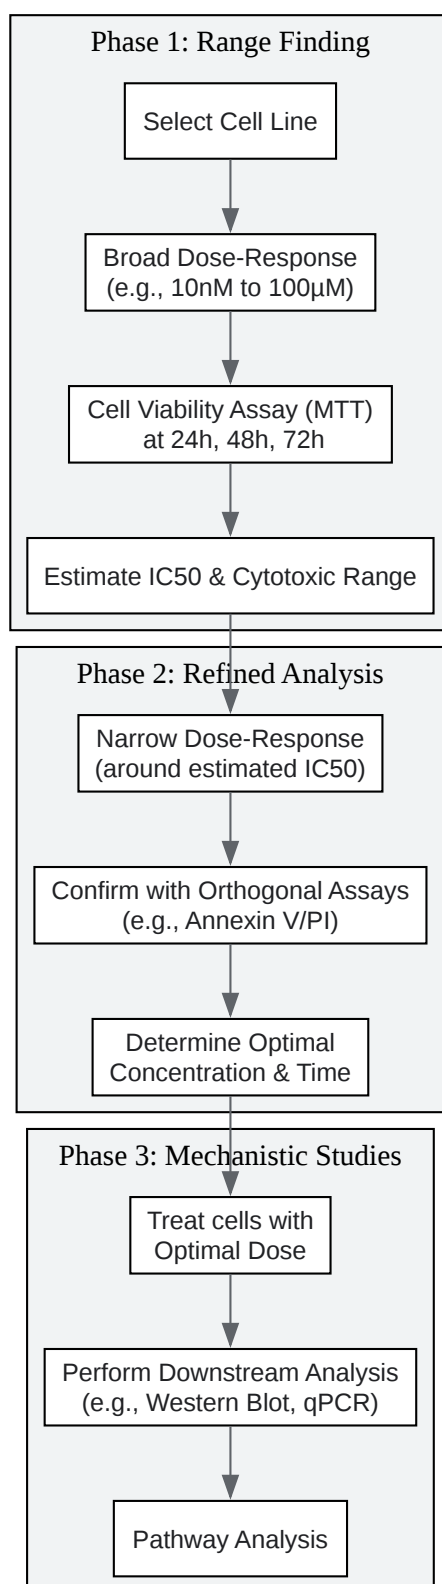 Phase 1: Range Finding
Select Cell Line
Broad Dose-Response
(e.g., 10nM to 100µM)
Cell Viability Assay (MTT)
at 24h, 48h, 72h
Estimate IC50 & Cytotoxic Range
Phase 2: Refined Analysis
Narrow Dose-Response
(around estimated IC50)
Confirm with Orthogonal Assays
(e.g., Annexin V/PI)
Determine Optimal
Concentration & Time
Phase 3: Mechanistic Studies
Treat cells with
Optimal Dose
Perform Downstream Analysis
(e.g., Western Blot, qPCR)
Pathway Analysis